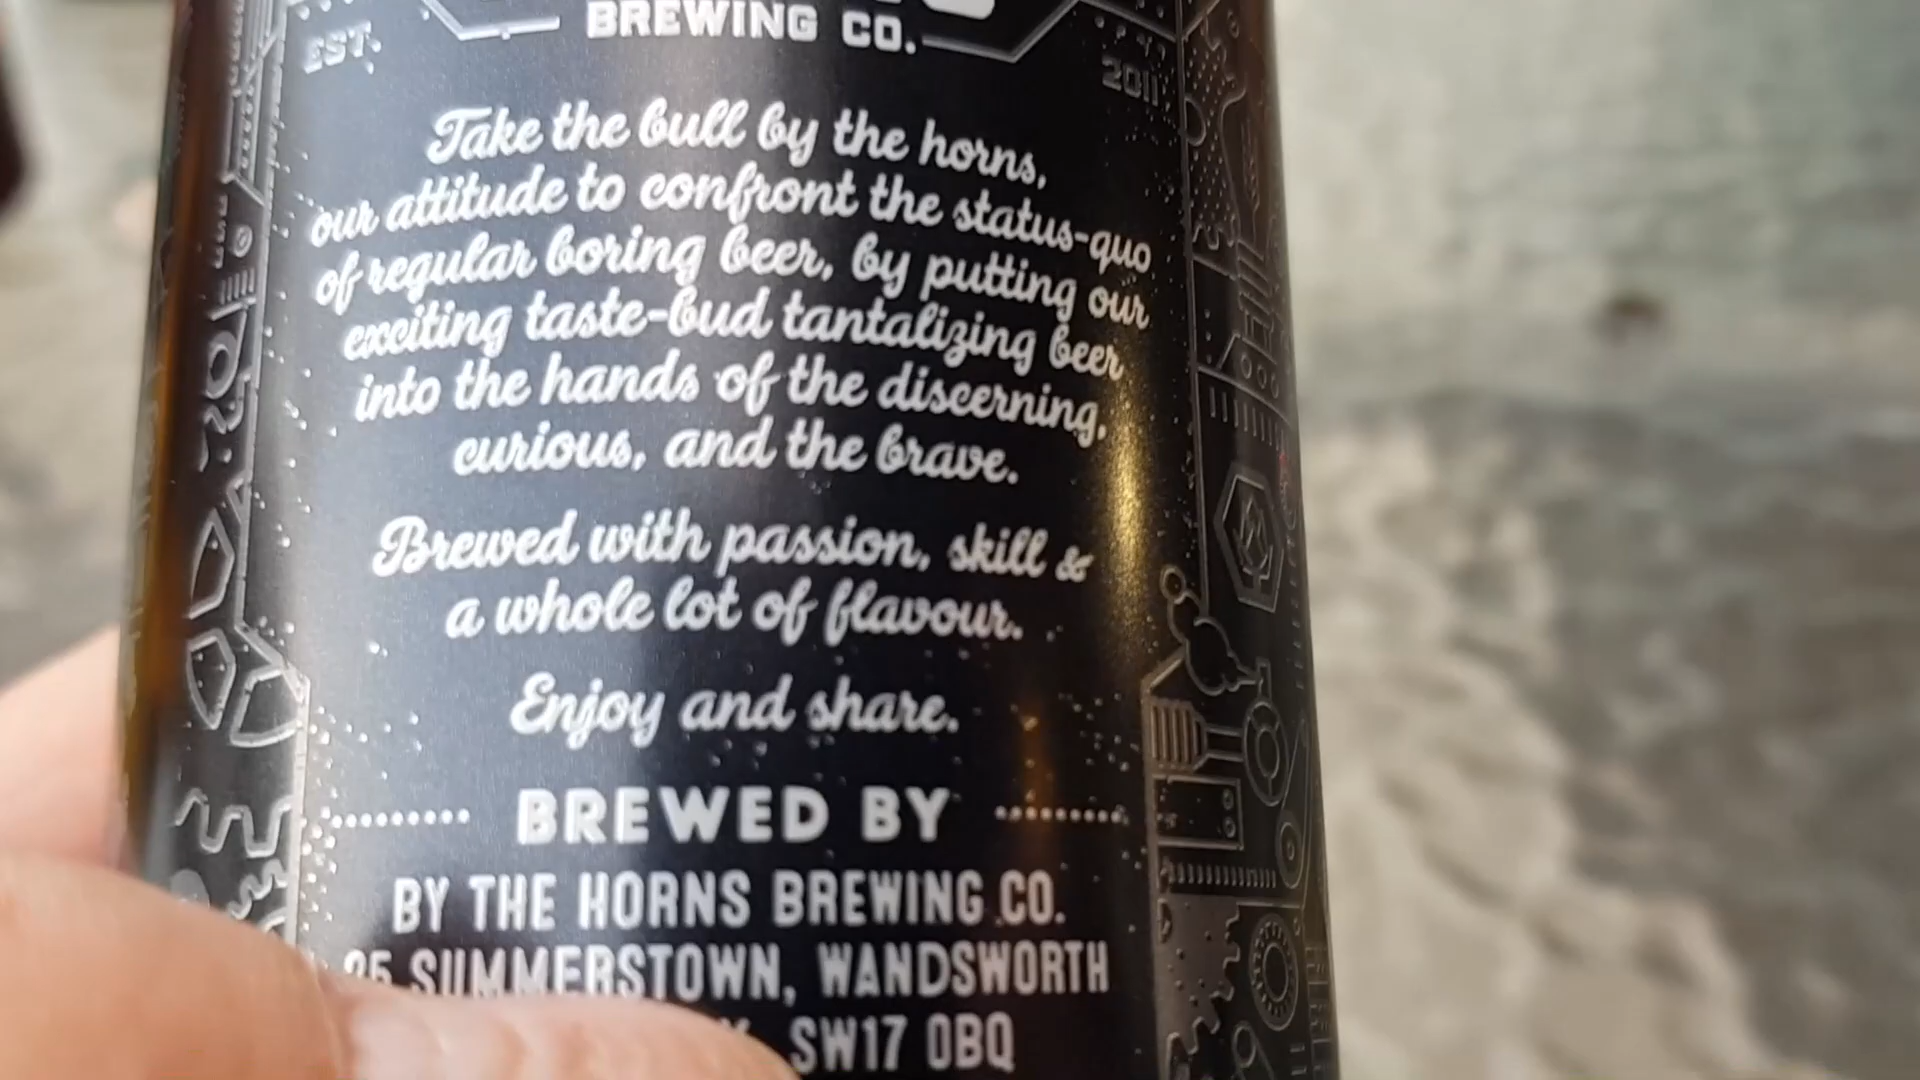 BREWING CO.
EST. 2011
Take the bull by the horns,
our attitude to confront the status-quo
of regular boring beer, by putting our
exciting taste-bud tantalizing beer
into the hands of the discerning,
curious, and the brave.
Brewed with passion, skill &
a whole lot of flavour.
Enjoy and share.
BREWED BY
BY THE HORNS BREWING CO.
25 SUMMERSTOWN, WANDSWORTH
SW17 0BQ